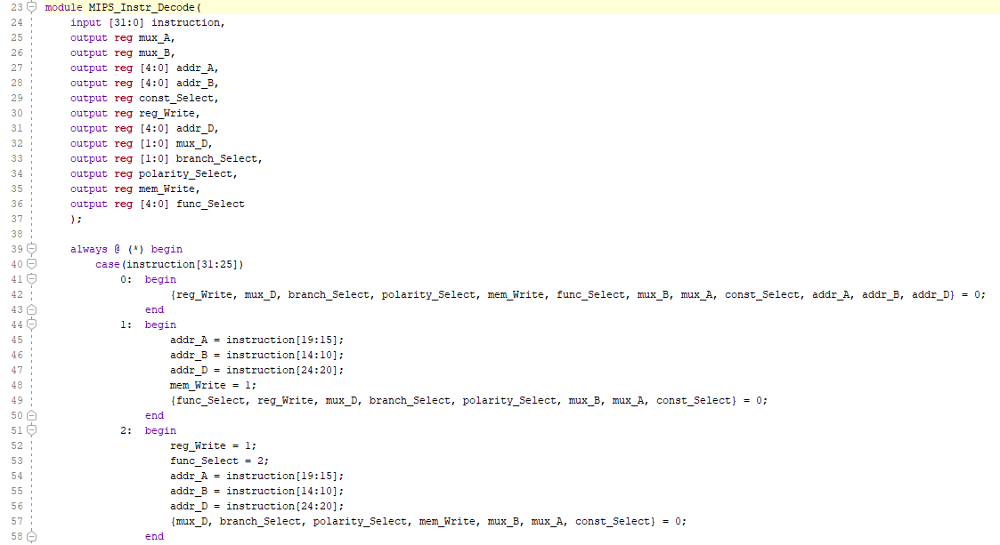 23 module MIPS_Instr_Decode(
24     input [31:0] instruction,
25     output reg mux_A,
26     output reg mux_B,
27     output reg [4:0] addr_A,
28     output reg [4:0] addr_B,
29     output reg const_Select,
30     output reg reg_Write,
31     output reg [4:0] addr_D,
32     output reg [1:0] mux_D,
33     output reg [1:0] branch_Select,
34     output reg polarity_Select,
35     output reg mem_Write,
36     output reg [4:0] func_Select
37     );
38
39     always @ (*) begin
40         case(instruction[31:25])
41             0:  begin
42                     {reg_Write, mux_D, branch_Select, polarity_Select, mem_Write, func_Select, mux_B, mux_A, const_Select, addr_A, addr_B, addr_D} = 0;
43                 end
44             1:  begin
45                     addr_A = instruction[19:15];
46                     addr_B = instruction[14:10];
47                     addr_D = instruction[24:20];
48                     mem_Write = 1;
49                     {func_Select, reg_Write, mux_D, branch_Select, polarity_Select, mux_B, mux_A, const_Select} = 0;
50                 end
51             2:  begin
52                     reg_Write = 1;
53                     func_Select = 2;
54                     addr_A = instruction[19:15];
55                     addr_B = instruction[14:10];
56                     addr_D = instruction[24:20];
57                     {mux_D, branch_Select, polarity_Select, mem_Write, mux_B, mux_A, const_Select} = 0;
58                 end